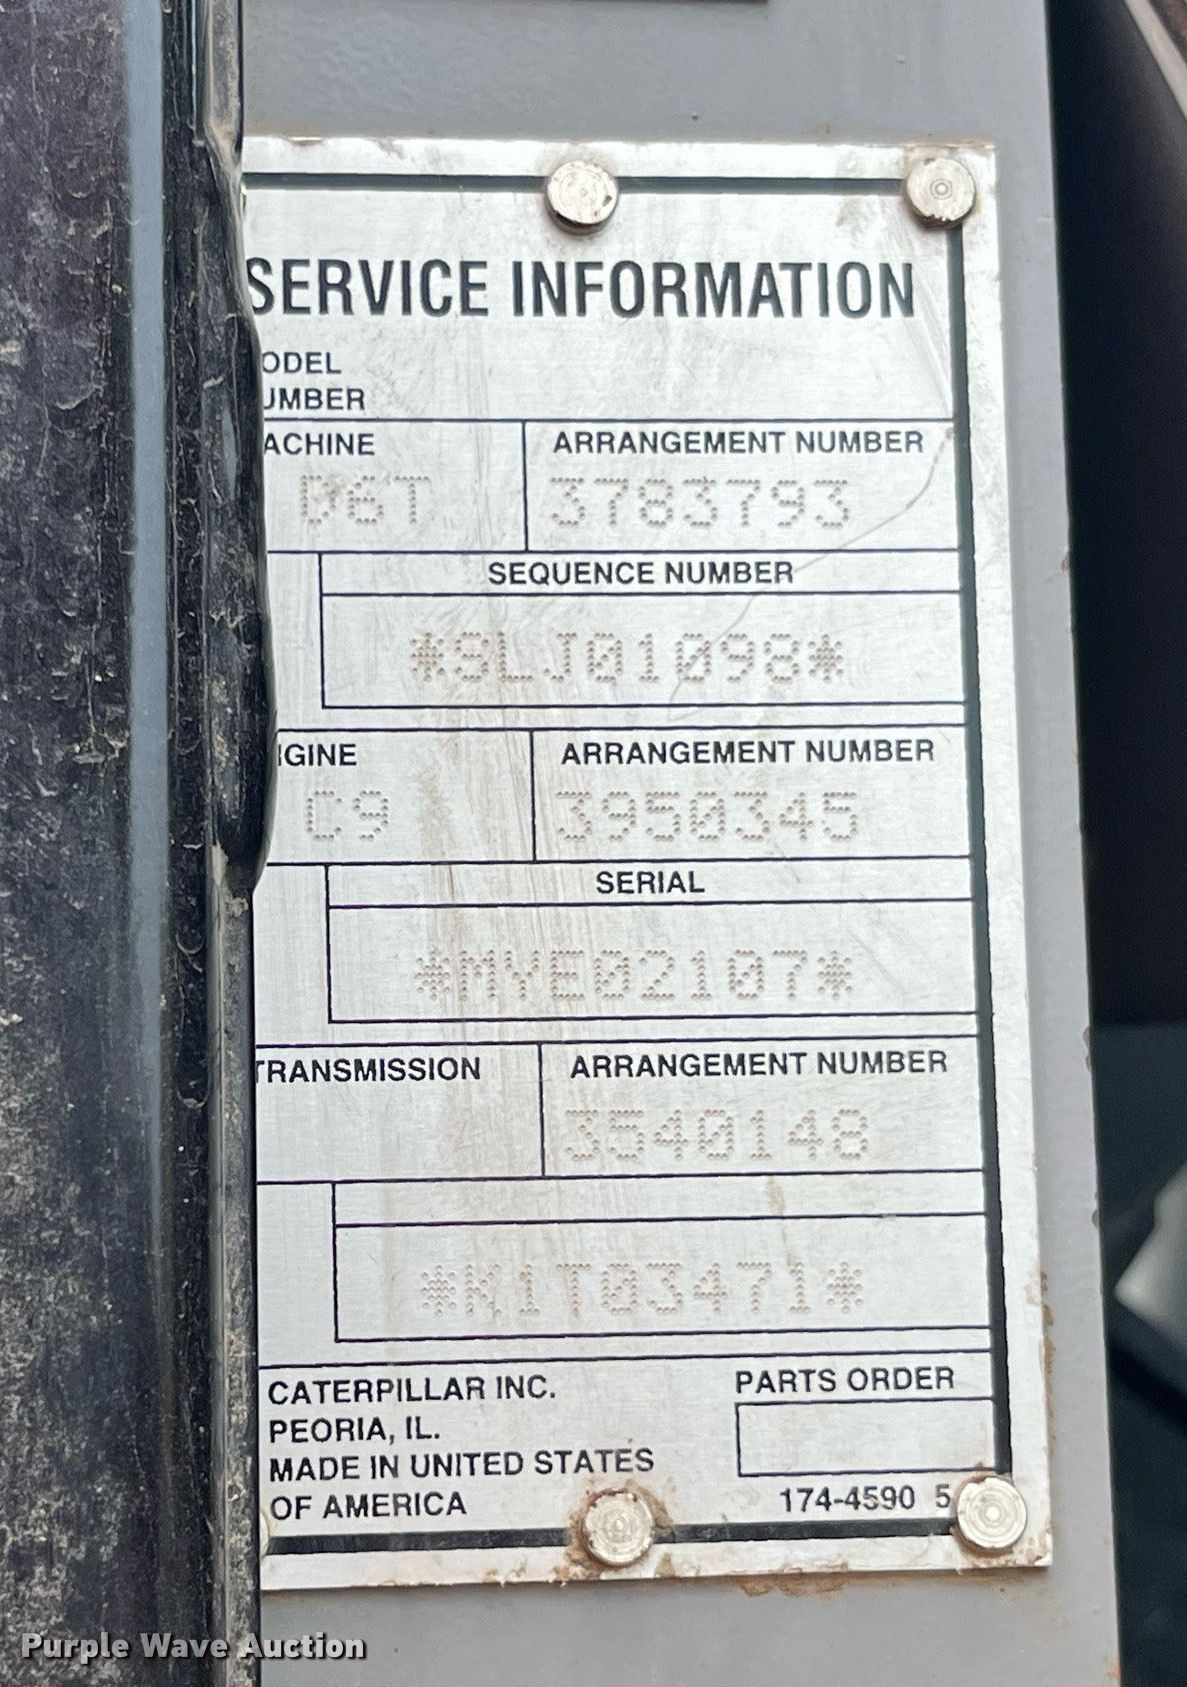 SERVICE INFORMATION
ODEL
UMBER
ACHINE ARRANGEMENT NUMBER
D6T 3783793
SEQUENCE NUMBER
*SLJ01098*
GINE ARRANGEMENT NUMBER
C9 3950345
SERIAL
*MYE02107*
TRANSMISSION ARRANGEMENT NUMBER
3540148
*K1T03471*
CATERPILLAR INC. PARTS ORDER
PEORIA, IL.
MADE IN UNITED STATES
OF AMERICA 174-4590 5
Purple Wave Auction